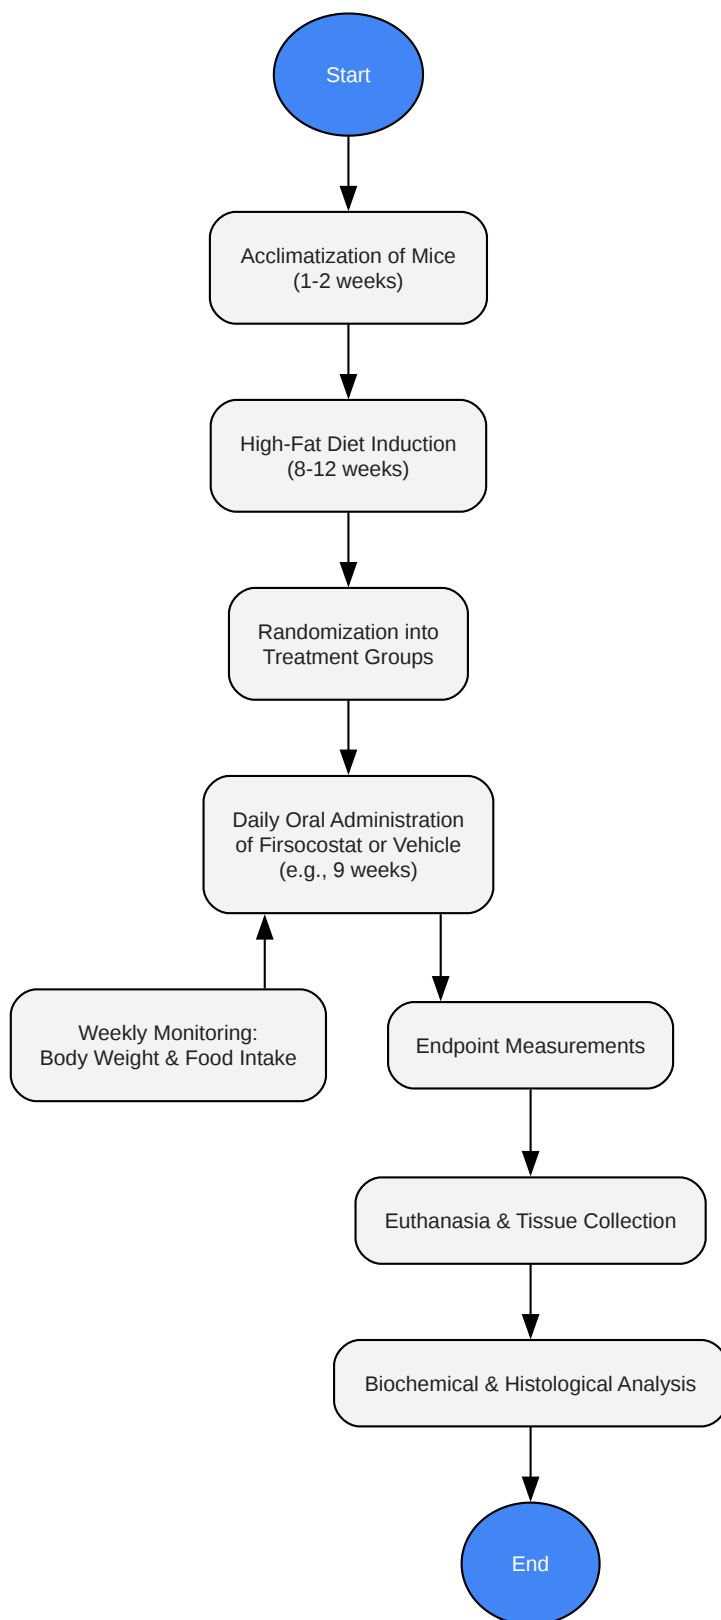 Start
Acclimatization of Mice
(1-2 weeks)
High-Fat Diet Induction
(8-12 weeks)
Randomization into
Treatment Groups
Daily Oral Administration
of Firsocostat or Vehicle
(e.g., 9 weeks)
Weekly Monitoring:
Body Weight & Food Intake
Endpoint Measurements
Euthanasia & Tissue Collection
Biochemical & Histological Analysis
End